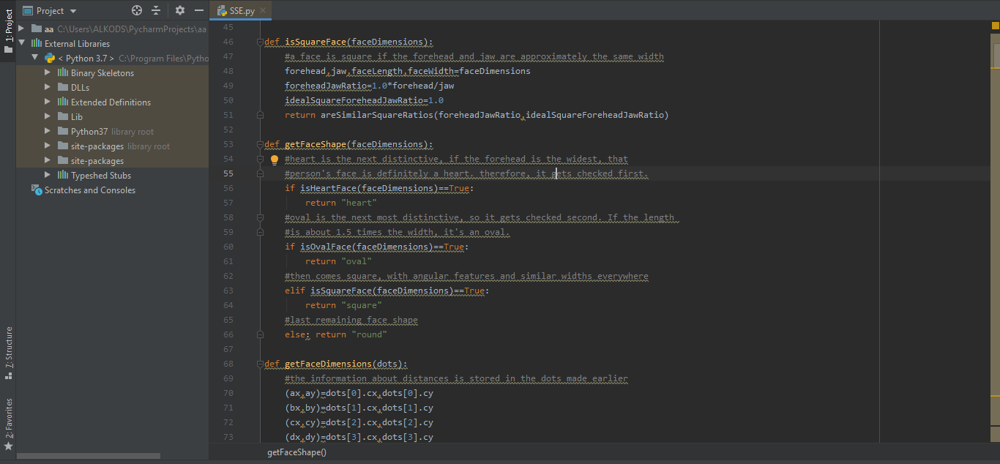 Project
SSE.py
1: Project
aa C:\Users\ALKODS\PycharmProjects\aa
External Libraries
< Python 3.7 > C:\Program Files\Pytho
Binary Skeletons
DLLs
Extended Definitions
Lib
Python37 library root
site-packages library root
site-packages
Typeshed Stubs
Scratches and Consoles
7: Structure
2: Favorites
45
46 def isSquareFace(faceDimensions):
47 #a face is square if the forehead and jaw are approximately the same width
48 forehead,jaw,faceLength,faceWidth=faceDimensions
49 foreheadJawRatio=1.0*forehead/jaw
50 idealSquareForeheadJawRatio=1.0
51 return areSimilarSquareRatios(foreheadJawRatio,idealSquareForeheadJawRatio)
52
53 def getFaceShape(faceDimensions):
54 #heart is the next distinctive, if the forehead is the widest, that
55 #person's face is definitely a heart. therefore, it gets checked first.
56 if isHeartFace(faceDimensions)==True:
57 return "heart"
58 #oval is the next most distinctive, so it gets checked second. If the length
59 #is about 1.5 times the width, it's an oval.
60 if isOvalFace(faceDimensions)==True:
61 return "oval"
62 #then comes square, with angular features and similar widths everywhere
63 elif isSquareFace(faceDimensions)==True:
64 return "square"
65 #last remaining face shape
66 else: return "round"
67
68 def getFaceDimensions(dots):
69 #the information about distances is stored in the dots made earlier
70 (ax,ay)=dots[0].cx,dots[0].cy
71 (bx,by)=dots[1].cx,dots[1].cy
72 (cx,cy)=dots[2].cx,dots[2].cy
73 (dx,dy)=dots[3].cx,dots[3].cy
getFaceShape()